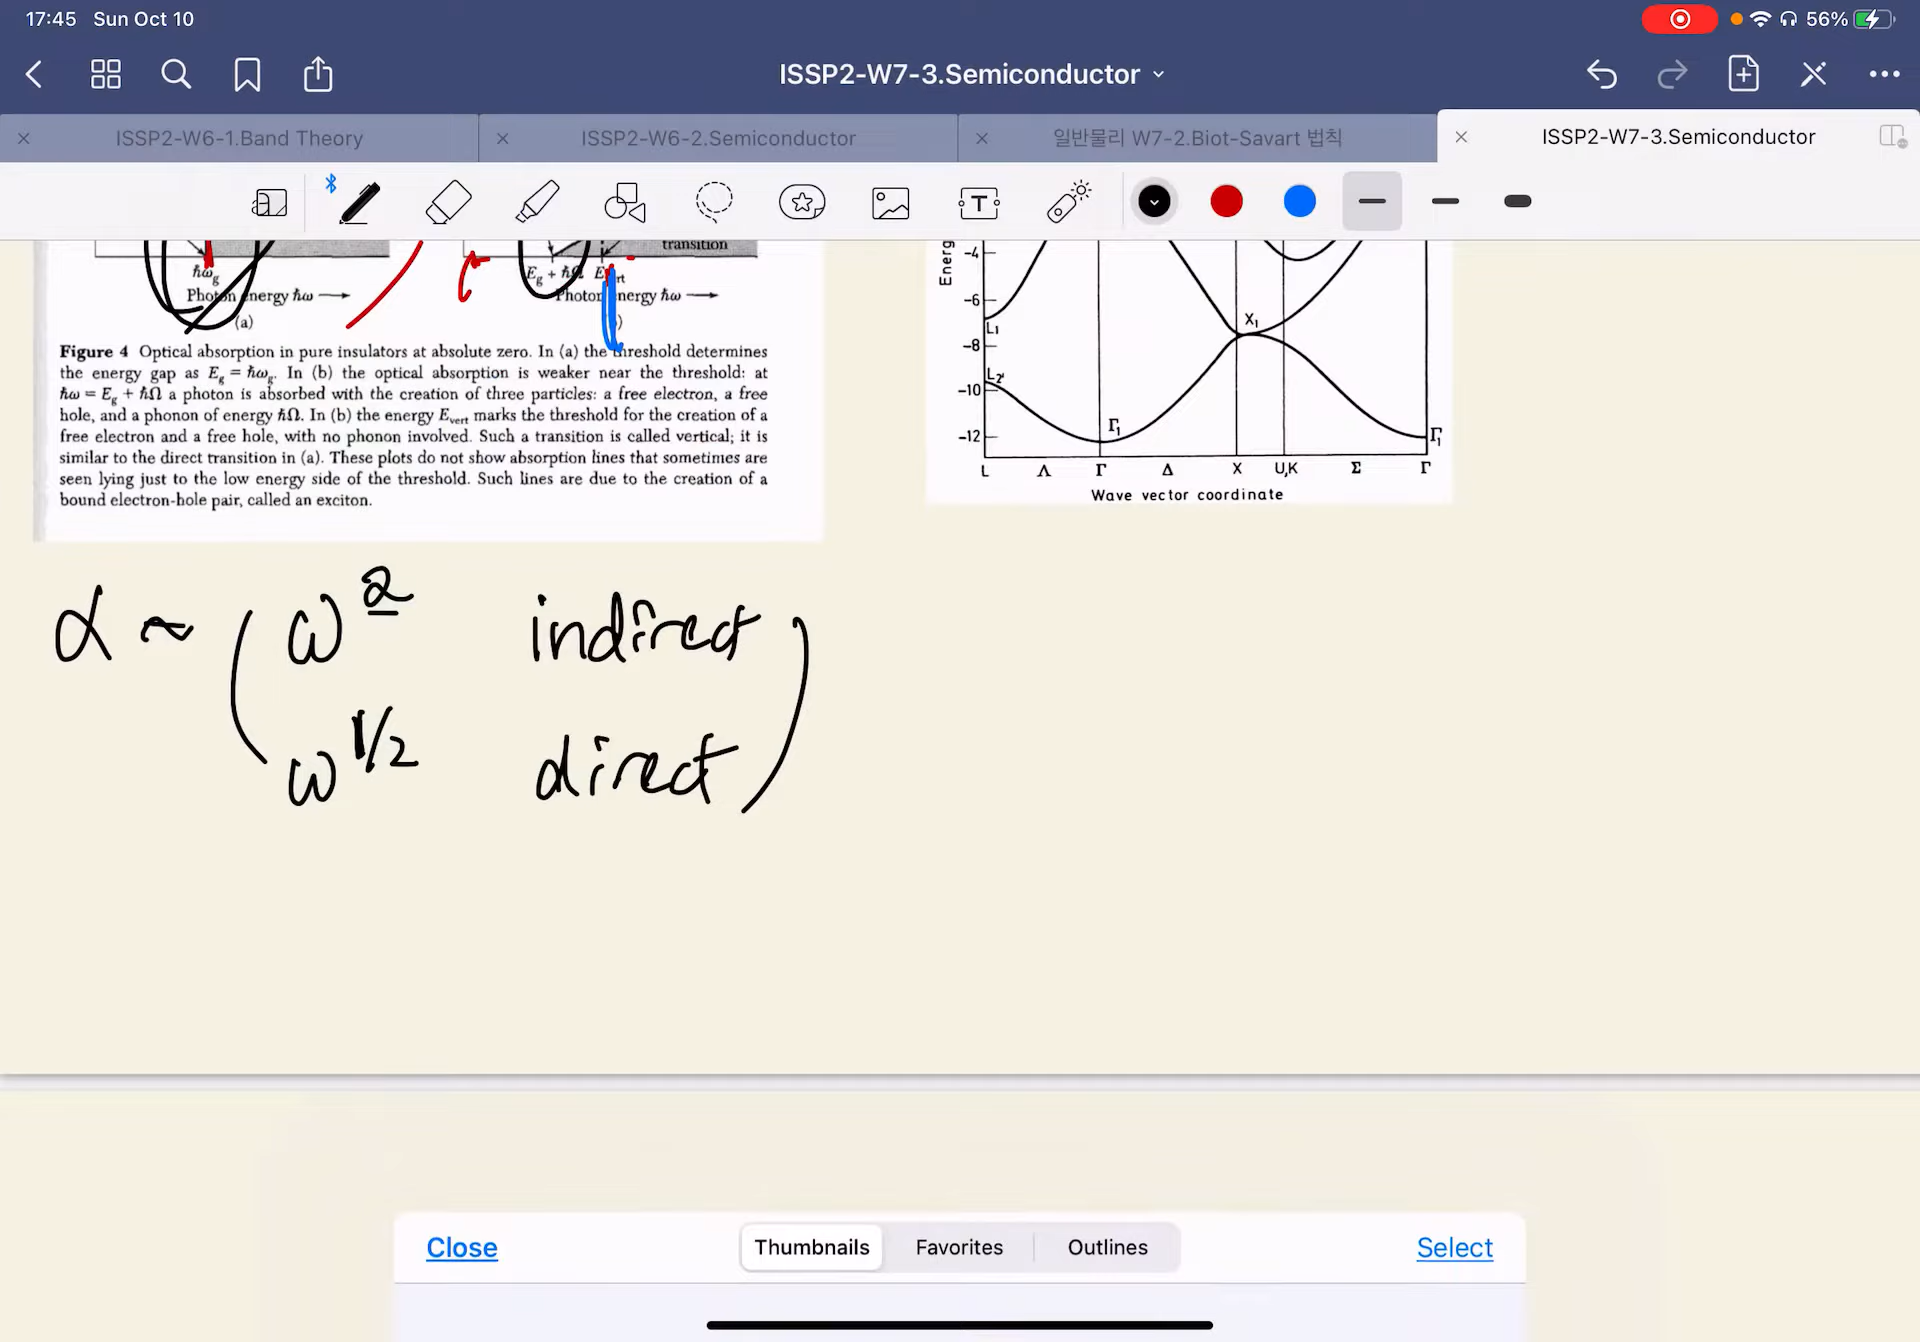 17:45 Sun Oct 10
56%
ISSP2-W7-3.Semiconductor
ISSP2-W6-1.Band Theory
ISSP2-W6-2.Semiconductor
일반물리 W7-2.Biot-Savart 법칙
ISSP2-W7-3.Semiconductor
T
transition
ħω_g
E_g + ħΩ
Photon energy ħω
Photon energy ħω
(a)
Figure 4 Optical absorption in pure insulators at absolute zero. In (a) the threshold determines
the energy gap as E_g = ħω_g. In (b) the optical absorption is weaker near the threshold: at
ħω = E_g + ħΩ a photon is absorbed with the creation of three particles: a free electron, a free
hole, and a phonon of energy ħΩ. In (b) the energy E_vert marks the threshold for the creation of a
free electron and a free hole, with no phonon involved. Such a transition is called vertical; it is
similar to the direct transition in (a). These plots do not show absorption lines that sometimes are
seen lying just to the low energy side of the threshold. Such lines are due to the creation of a
bound electron-hole pair, called an exciton.
Energ
-4
-6
-8
-10
-12
L₁
L₂'
X₁
Γ₁
Γ₁
L Λ Γ Δ X U,K Σ Γ
Wave vector coordinate
α ~ ( ω² indirect
ω^1/2 direct )
Close
Thumbnails Favorites Outlines
Select